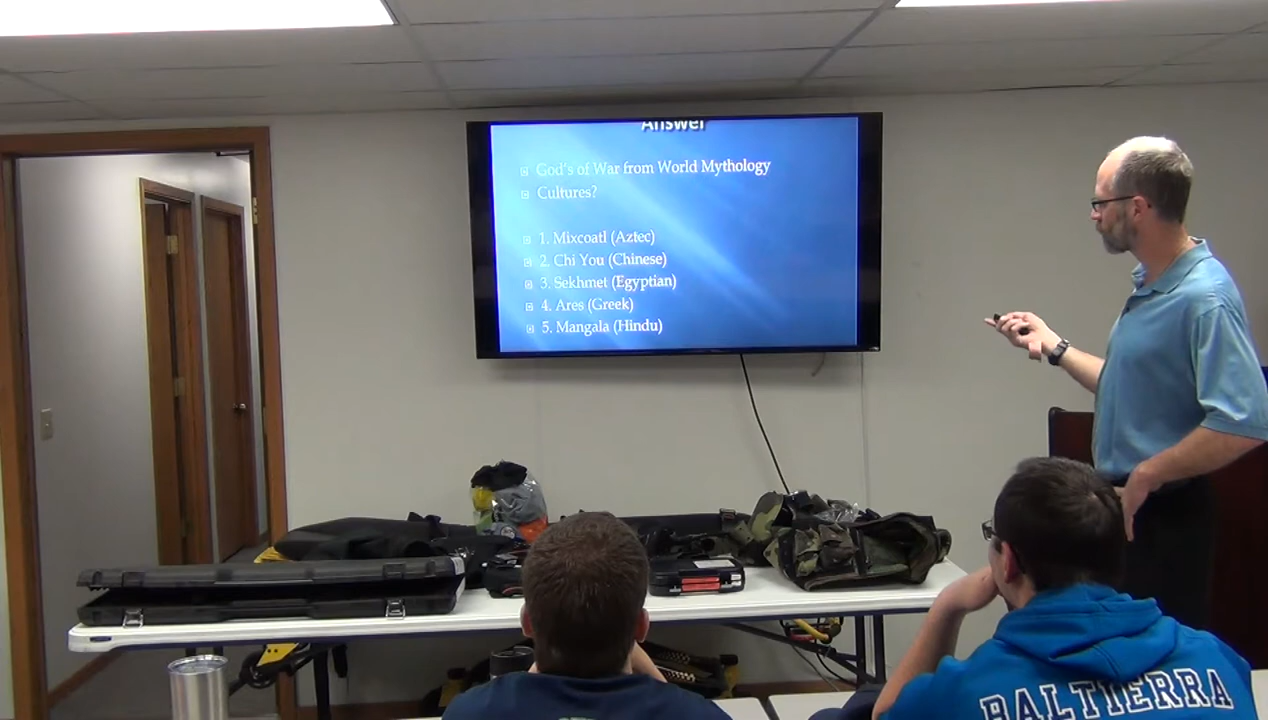 Answer
God's of War from World Mythology
Cultures?
1. Mixcoatl (Aztec)
2. Chi You (Chinese)
3. Sekhmet (Egyptian)
4. Ares (Greek)
5. Mangala (Hindu)
BALTIERRA